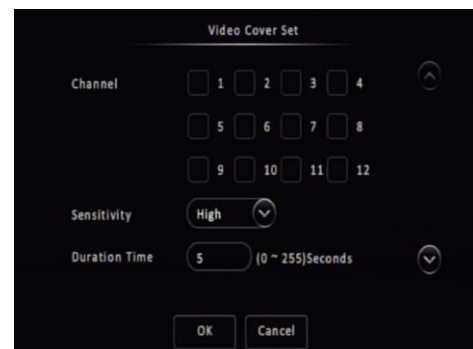 Video Cover Set
Channel 1 2 3 4
5 6 7 8
9 10 11 12
Sensitivity High
Duration Time 5 (0 ~ 255)Seconds
OK Cancel